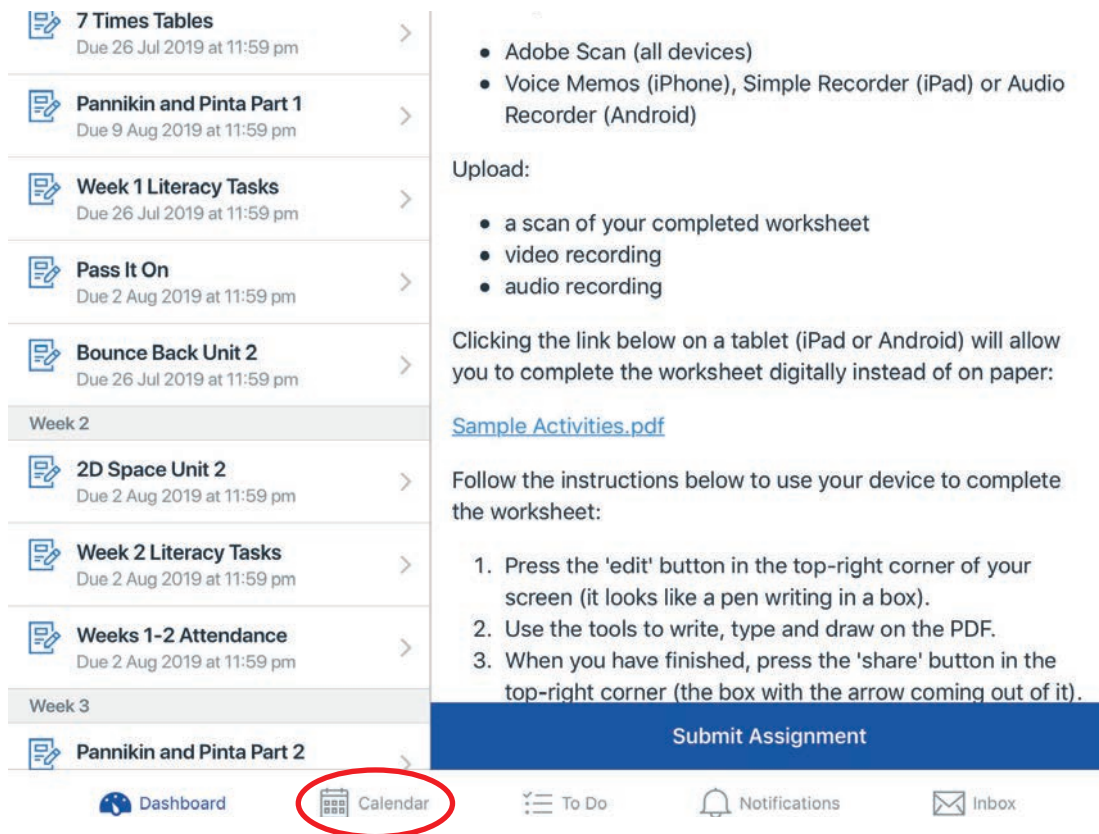 7 Times Tables
Due 26 Jul 2019 at 11:59 pm
Pannikin and Pinta Part 1
Due 9 Aug 2019 at 11:59 pm
Week 1 Literacy Tasks
Due 26 Jul 2019 at 11:59 pm
Pass It On
Due 2 Aug 2019 at 11:59 pm
Bounce Back Unit 2
Due 26 Jul 2019 at 11:59 pm
Week 2
2D Space Unit 2
Due 2 Aug 2019 at 11:59 pm
Week 2 Literacy Tasks
Due 2 Aug 2019 at 11:59 pm
Weeks 1-2 Attendance
Due 2 Aug 2019 at 11:59 pm
Week 3
Pannikin and Pinta Part 2
• Adobe Scan (all devices)
• Voice Memos (iPhone), Simple Recorder (iPad) or Audio
Recorder (Android)
Upload:
• a scan of your completed worksheet
• video recording
• audio recording
Clicking the link below on a tablet (iPad or Android) will allow
you to complete the worksheet digitally instead of on paper:
Sample Activities.pdf
Follow the instructions below to use your device to complete
the worksheet:
1. Press the 'edit' button in the top-right corner of your
screen (it looks like a pen writing in a box).
2. Use the tools to write, type and draw on the PDF.
3. When you have finished, press the 'share' button in the
top-right corner (the box with the arrow coming out of it).
Submit Assignment
Dashboard
Calendar
To Do
Notifications
Inbox